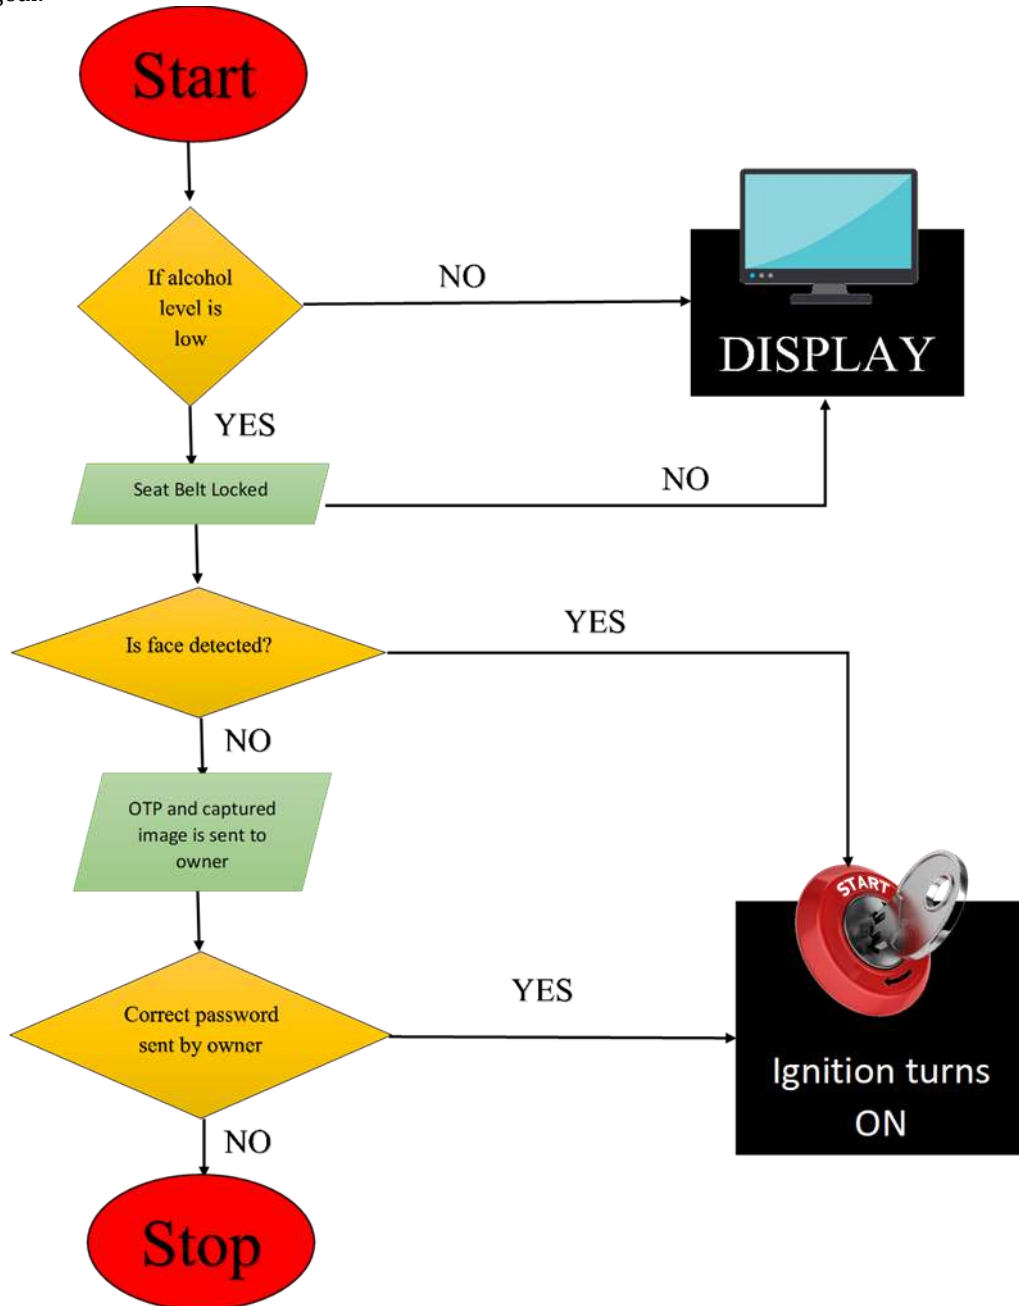 goal.
Start
If alcohol
level is
low
NO
DISPLAY
YES
Seat Belt Locked
NO
Is face detected?
YES
NO
OTP and captured
image is sent to
owner
START
Correct password
sent by owner
YES
Ignition turns
ON
NO
Stop